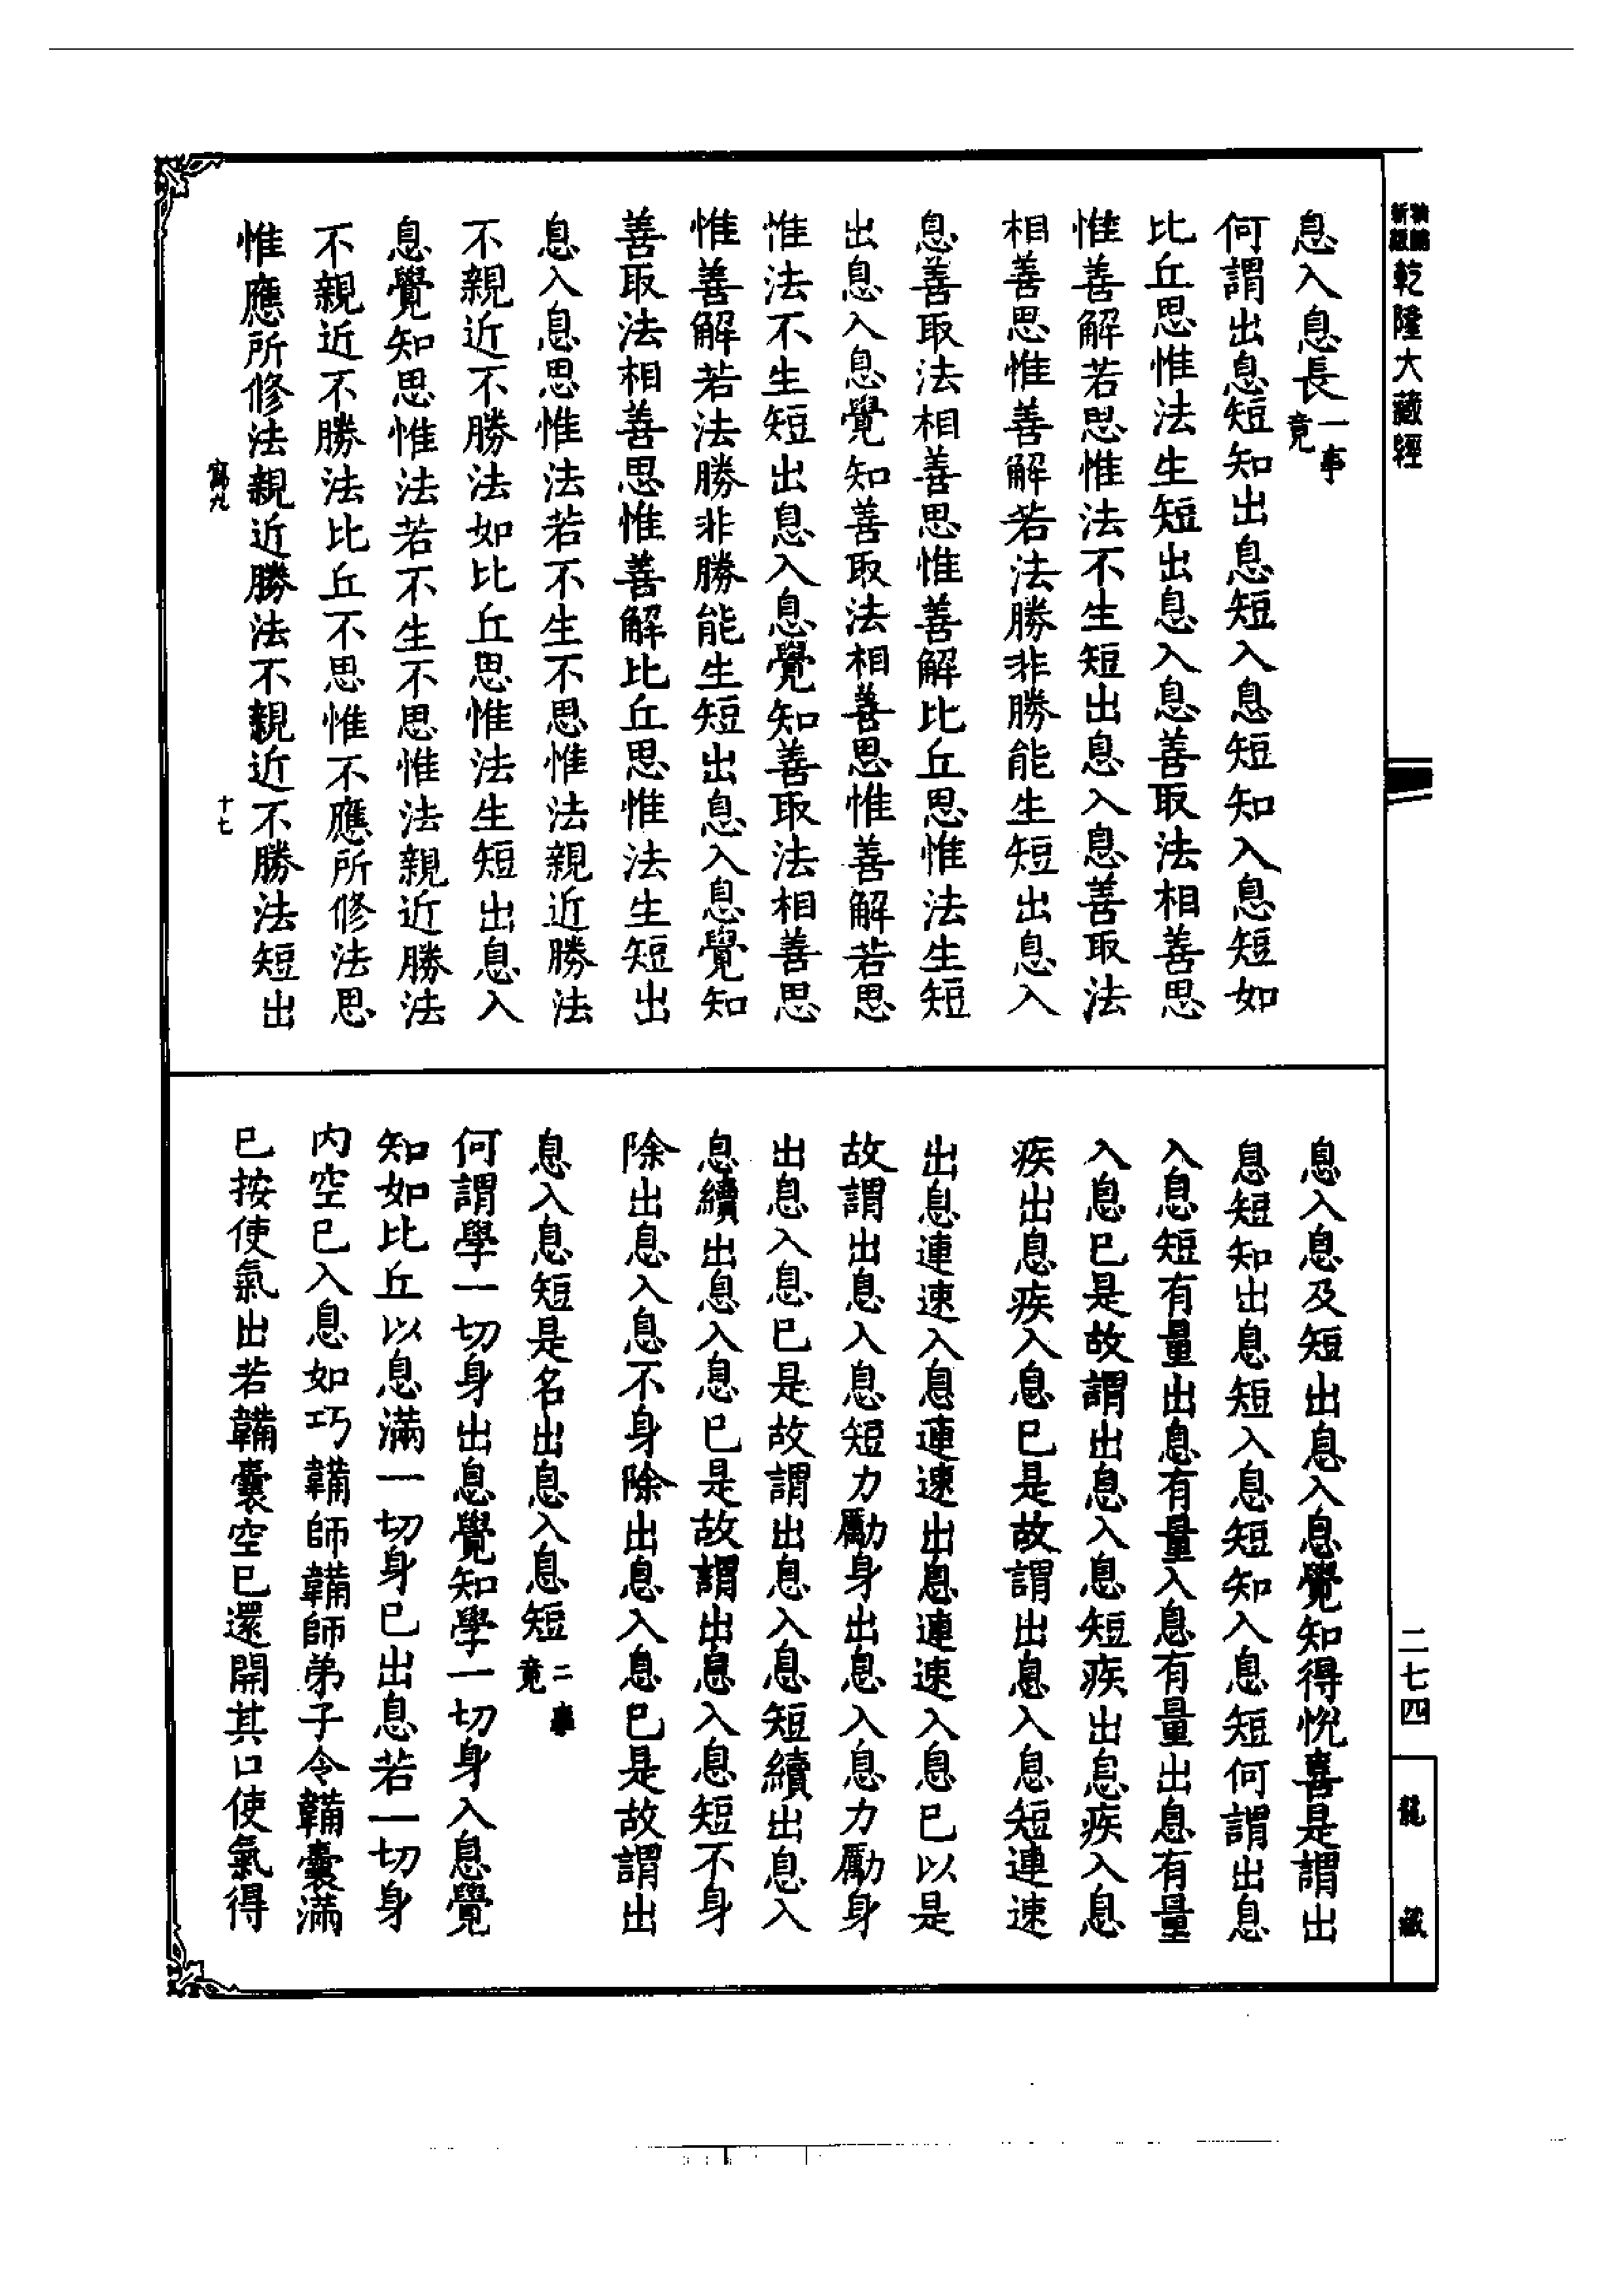 乾隆大藏經
息入息長一事竟
何謂出息短知出息短入息短知入息短如
比丘思惟法生短出息入息善取法相善思
惟善解若思惟法不生短出息入息善取法
相善思惟善解若法勝非勝能生短出息入
息善取法相善思惟善解比丘思惟法生短
出息入息覺知善取法相善思惟善解若思
惟法不生短出息入息覺知善取法相善思
惟善解若法勝非勝能生短出息入息覺知
善取法相善思惟善解比丘思惟法生短出
息入息思惟法若不生不思惟法親近勝法
不親近不勝法如比丘思惟法生短出息入
息覺知思惟法若不生不思惟法親近勝法
不親近不勝法比丘不思惟不應所修法思
惟應所修法親近勝法不親近不勝法短出
寫九
十七
息入息及短出息入息覺知得悅喜是謂出
息短知出息短入息短知入息短何謂出息
入息短有量出息有量入息有量出息有量
入息已是故謂出息入息短疾出息疾入息
疾出息疾入息已是故謂出息入息短連速
出息連速入息連速出息連速入息已以是
故謂出息入息短力勵身出息入息力勵身
出息入息已是故謂出息入息短續出息入
息續出息入息已是故謂出息入息短不身
除出息入息不身除出息入息已是故謂出
息入息短是名出息入息短二事竟
何謂學一切身出息覺知學一切身入息覺
知如比丘以息滿一切身已出息若一切身
內空已入息如巧韛師韛師弟子令韛囊滿
已按使氣出若韛囊空已還開其口使氣得
二七四
龍藏